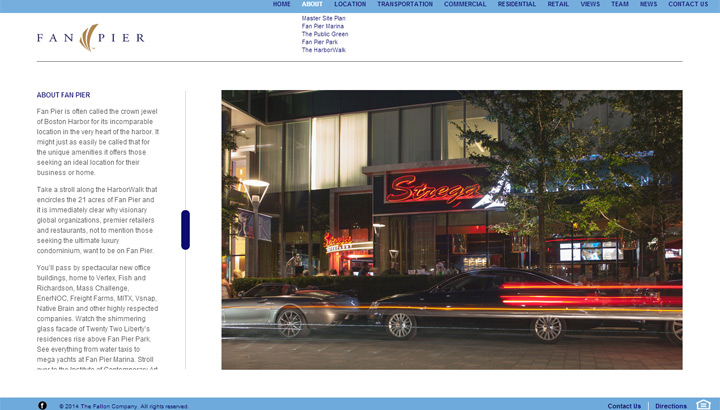 HOME ABOUT LOCATION TRANSPORTATION COMMERCIAL RESIDENTIAL RETAIL VIEWS TEAM NEWS CONTACT US
Master Site Plan
Fan Pier Marina
The Public Green
Fan Pier Park
The HarborWalk
FAN PIER
ABOUT FAN PIER
Fan Pier is often called the crown jewel
of Boston Harbor for its incomparable
location in the very heart of the harbor. It
might just as easily be called that for
the unique amenities it offers those
seeking an ideal location for their
business or home.
Take a stroll along the HarborWalk that
encircles the 21 acres of Fan Pier and
it is immediately clear why visionary
global organizations, premier retailers
and restaurants, not to mention those
seeking the ultimate luxury
condominium, want to be on Fan Pier.
You'll pass by spectacular new office
buildings, home to Vertex, Fish and
Richardson, Mass Challenge,
EnerNOC, Freight Farms, MITX, Vsnap,
Native Brain and other highly respected
companies. Watch the shimmering
glass facade of Twenty Two Liberty's
residences rise above Fan Pier Park.
See everything from water taxis to
mega yachts at Fan Pier Marina. Stroll
over to the Institute of Contemporary Art
Strega
Strega
© 2014 The Fallon Company. All rights reserved.
Contact Us | Directions